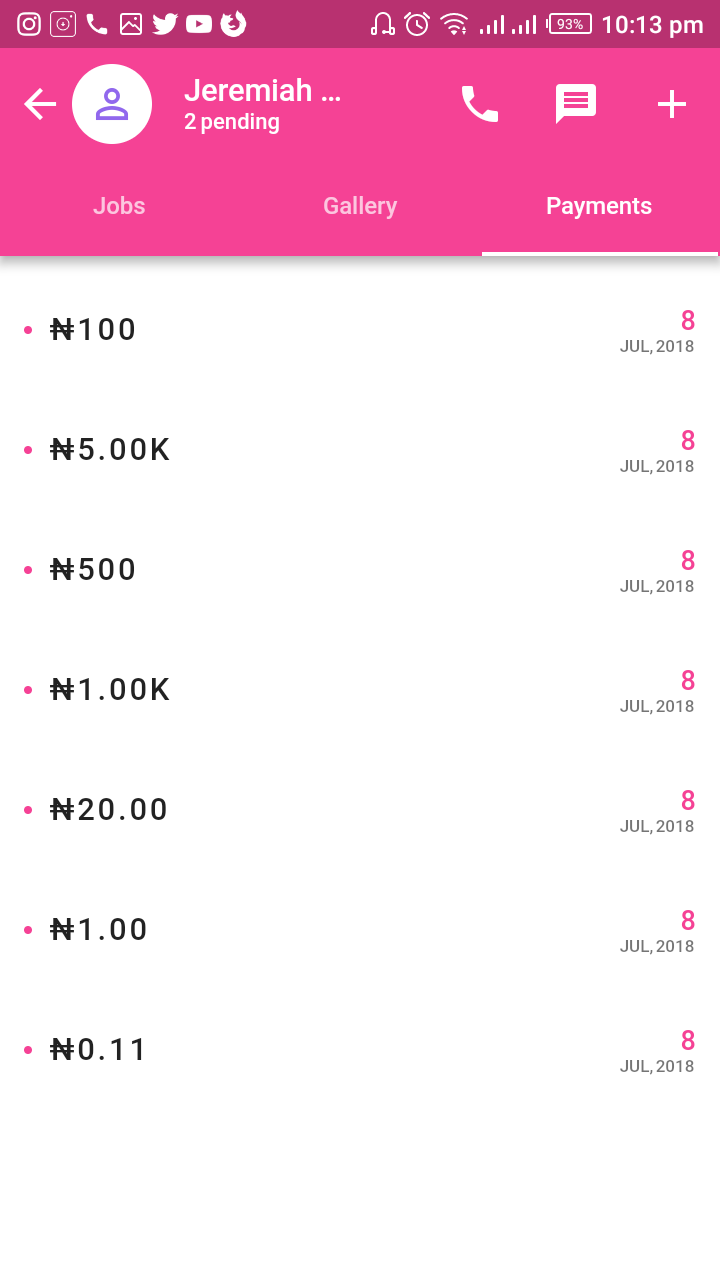 93%
10:13 pm
Jeremiah ...
2 pending
Jobs
Gallery
Payments
₦100
8
JUL, 2018
₦5.00K
8
JUL, 2018
₦500
8
JUL, 2018
₦1.00K
8
JUL, 2018
₦20.00
8
JUL, 2018
₦1.00
8
JUL, 2018
₦0.11
8
JUL, 2018